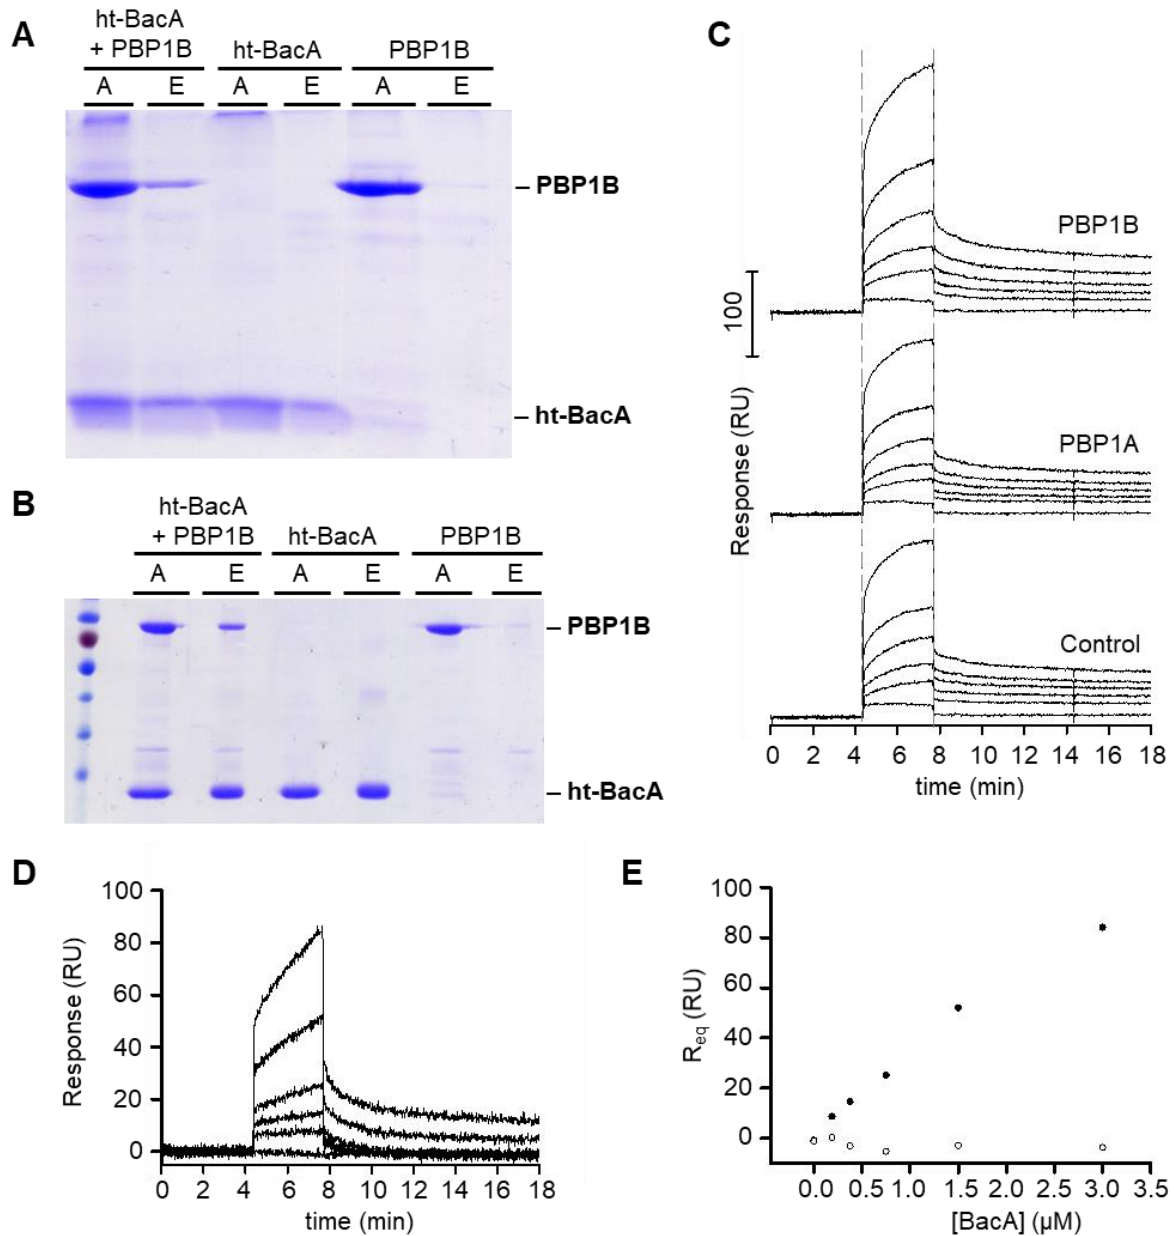 A
ht-BacA
+ PBP1B
ht-BacA
PBP1B
A E A E A E
– PBP1B
– ht-BacA
B
ht-BacA
+ PBP1B
ht-BacA
PBP1B
A E A E A E
– PBP1B
– ht-BacA
C
PBP1B
100
PBP1A
Response (RU)
Control
0 2 4 6 8 10 12 14 16 18
time (min)
D
100
80
60
40
20
0
Response (RU)
0 2 4 6 8 10 12 14 16 18
time (min)
E
100
80
60
40
20
0
Req (RU)
0.0 0.5 1.0 1.5 2.0 2.5 3.0 3.5
[BacA] (µM)